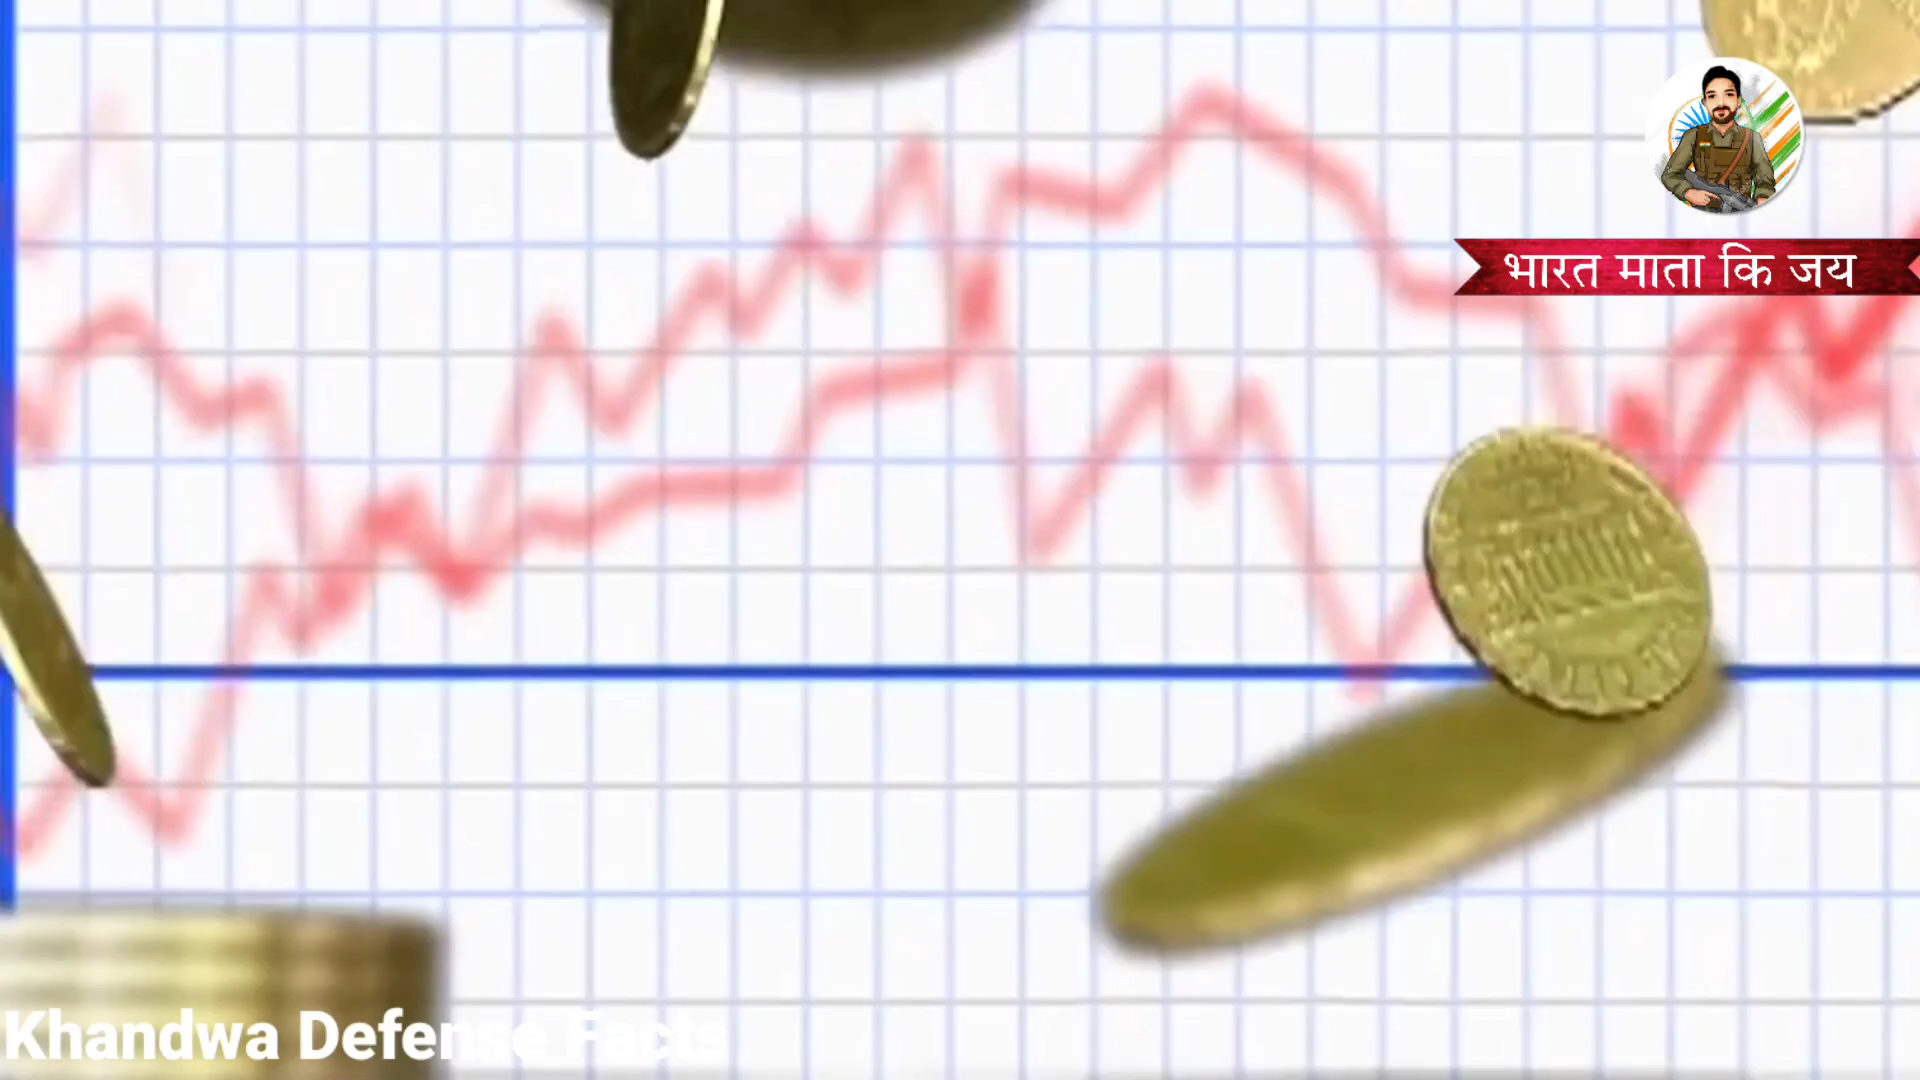 भारत माता कि जय
Khandwa Defense Facts